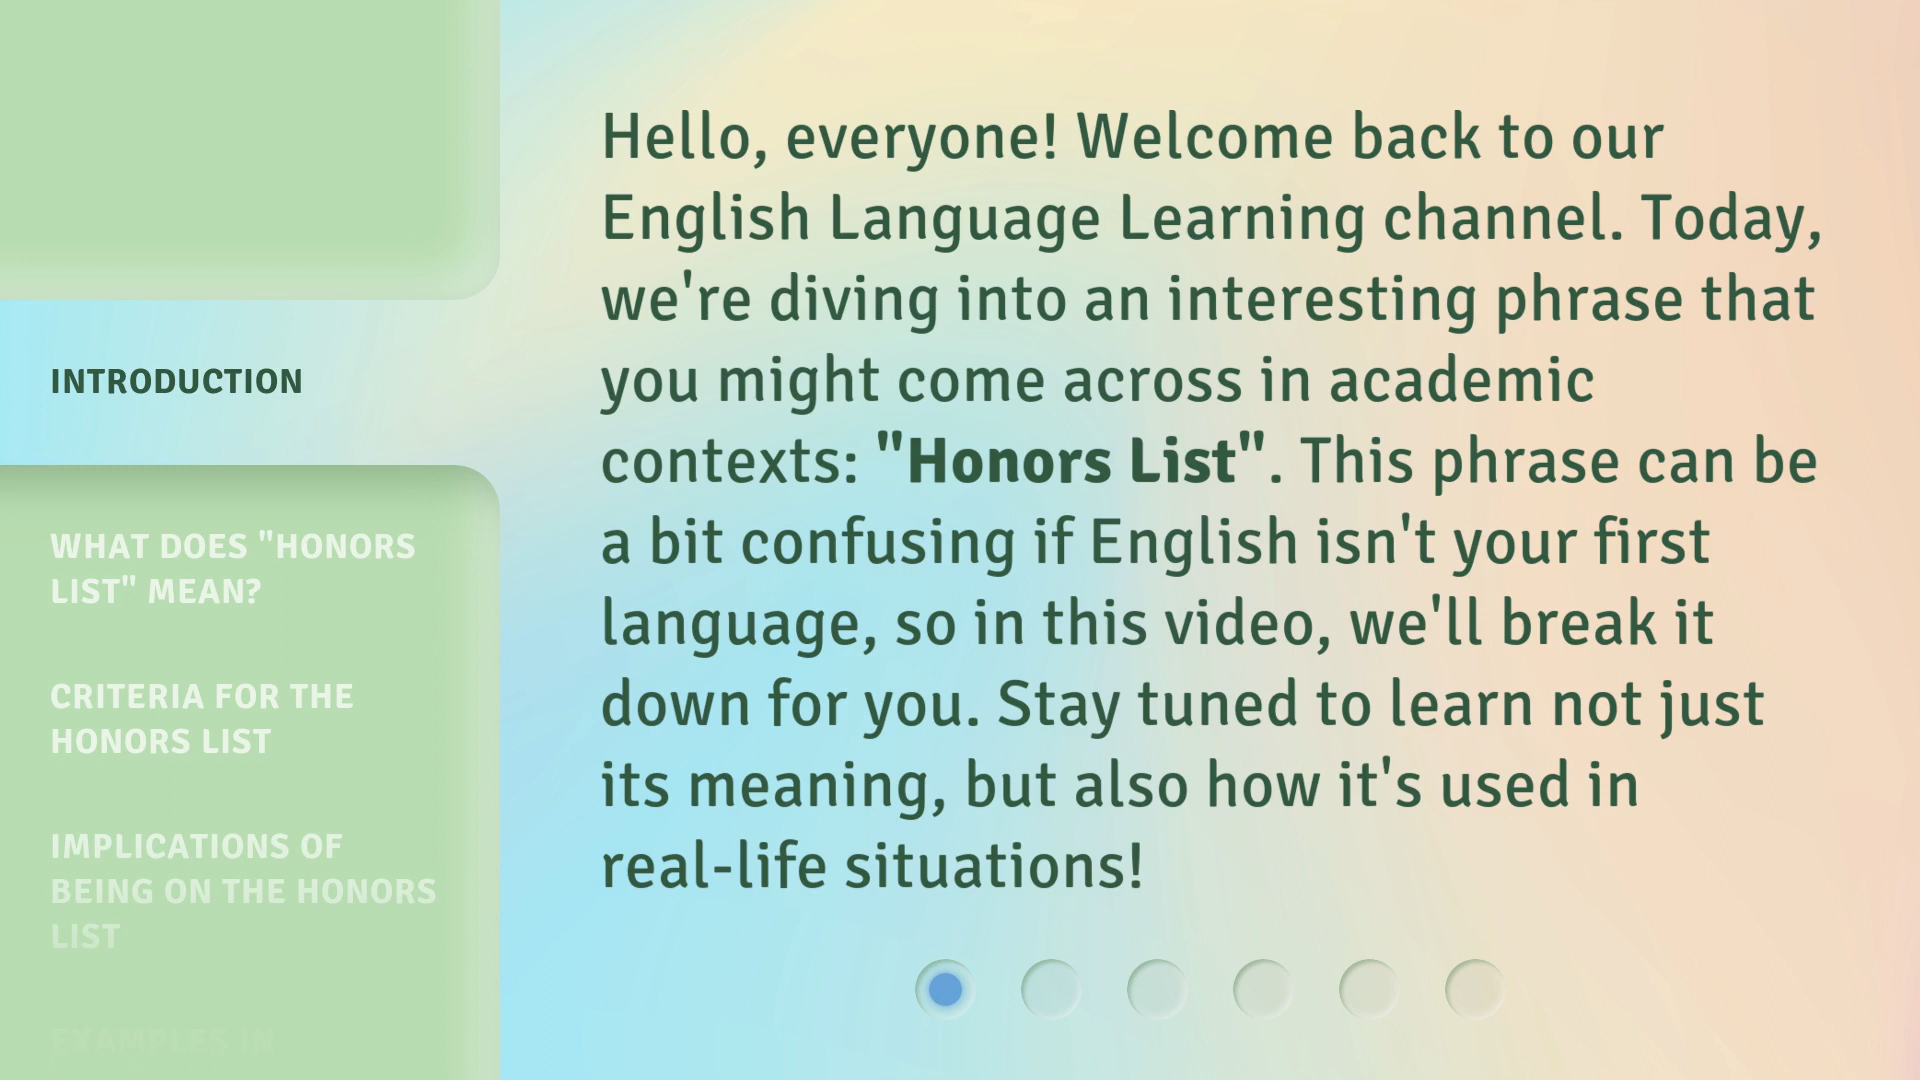 INTRODUCTION
WHAT DOES "HONORS
LIST" MEAN?
CRITERIA FOR THE
HONORS LIST
IMPLICATIONS OF
BEING ON THE HONORS
LIST
EXAMPLES IN
Hello, everyone! Welcome back to our
English Language Learning channel. Today,
we're diving into an interesting phrase that
you might come across in academic
contexts: "Honors List". This phrase can be
a bit confusing if English isn't your first
language, so in this video, we'll break it
down for you. Stay tuned to learn not just
its meaning, but also how it's used in
real-life situations!